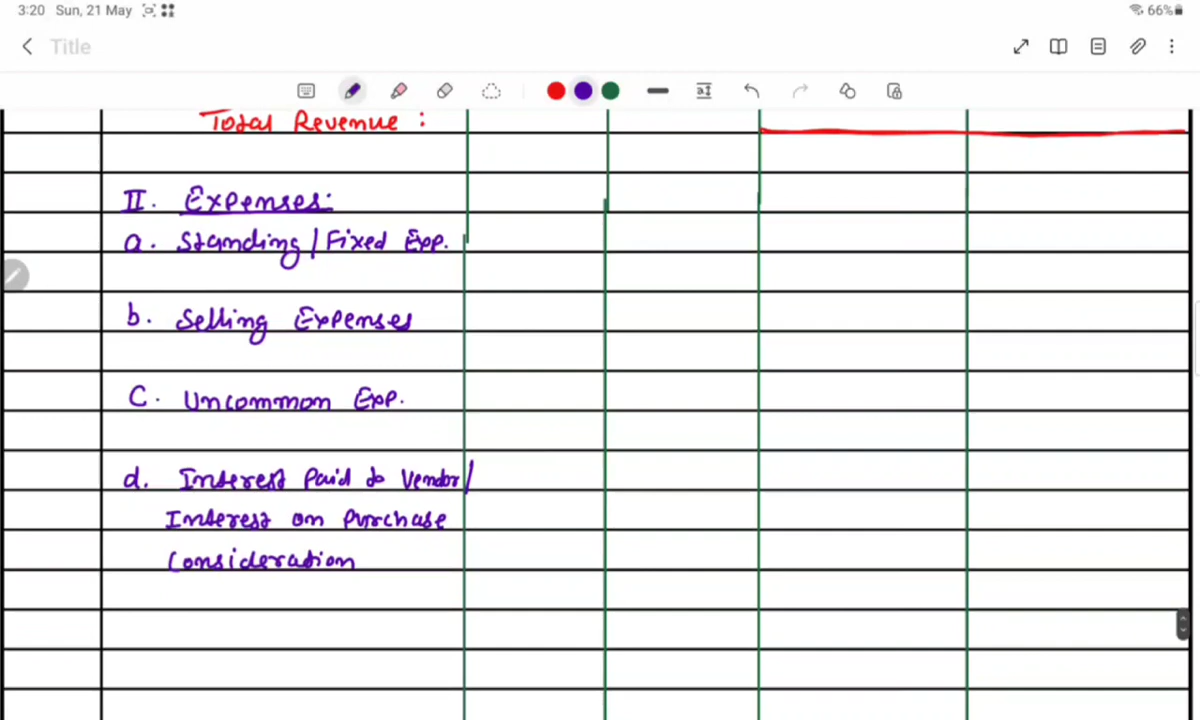 3:20 Sun, 21 May
66%
Title
Total Revenue :
II. Expenses:
a. Standing/Fixed Exp.
b. Selling Expenses
C. Uncommon Exp.
d. Interest Paid to Vendor/
Interest on Purchase
Consideration